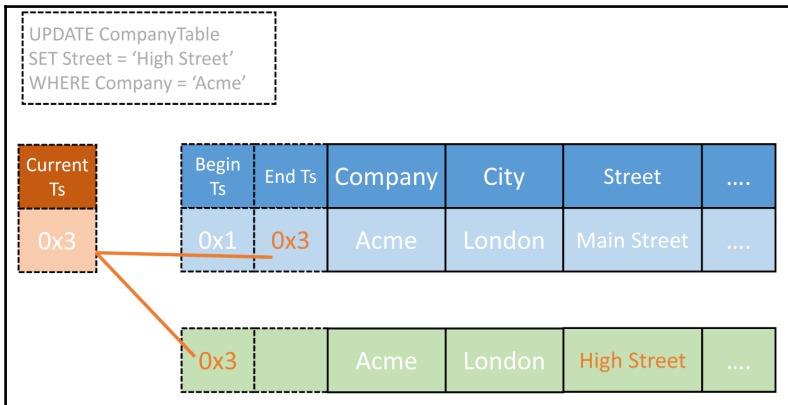 UPDATE CompanyTable
SET Street = ‘High Street’
WHERE Company = ‘Acme’
Current Ts Begin Ts End Ts Company City Street ....
0x3 0x1 0x3 Acme London Main Street ....
0x3 Acme London High Street ....